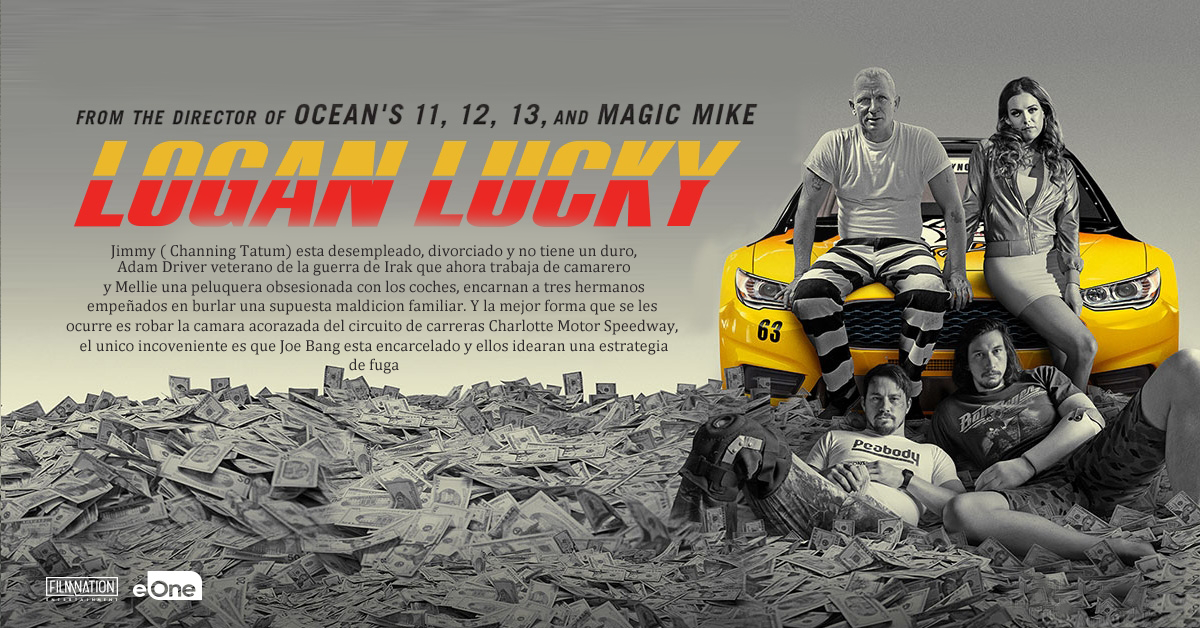 FROM THE DIRECTOR OF OCEAN'S 11, 12, 13, AND MAGIC MIKE
LOGAN LUCKY
Jimmy ( Channing Tatum) esta desempleado, divorciado y no tiene un duro,
Adam Driver veterano de la guerra de Irak que ahora trabaja de camarero
y Mellie una peluquera obsesionada con los coches, encarnan a tres hermanos
empeñados en burlar una supuesta maldicion familiar. Y la mejor forma que se les
ocurre es robar la camara acorazada del circuito de carreras Charlotte Motor Speedway,
el unico incoveniente es que Joe Bang esta encarcelado y ellos idearan una estrategia
de fuga
63
Peabody
FILMNATION
ENTERTAINMENT
eOne